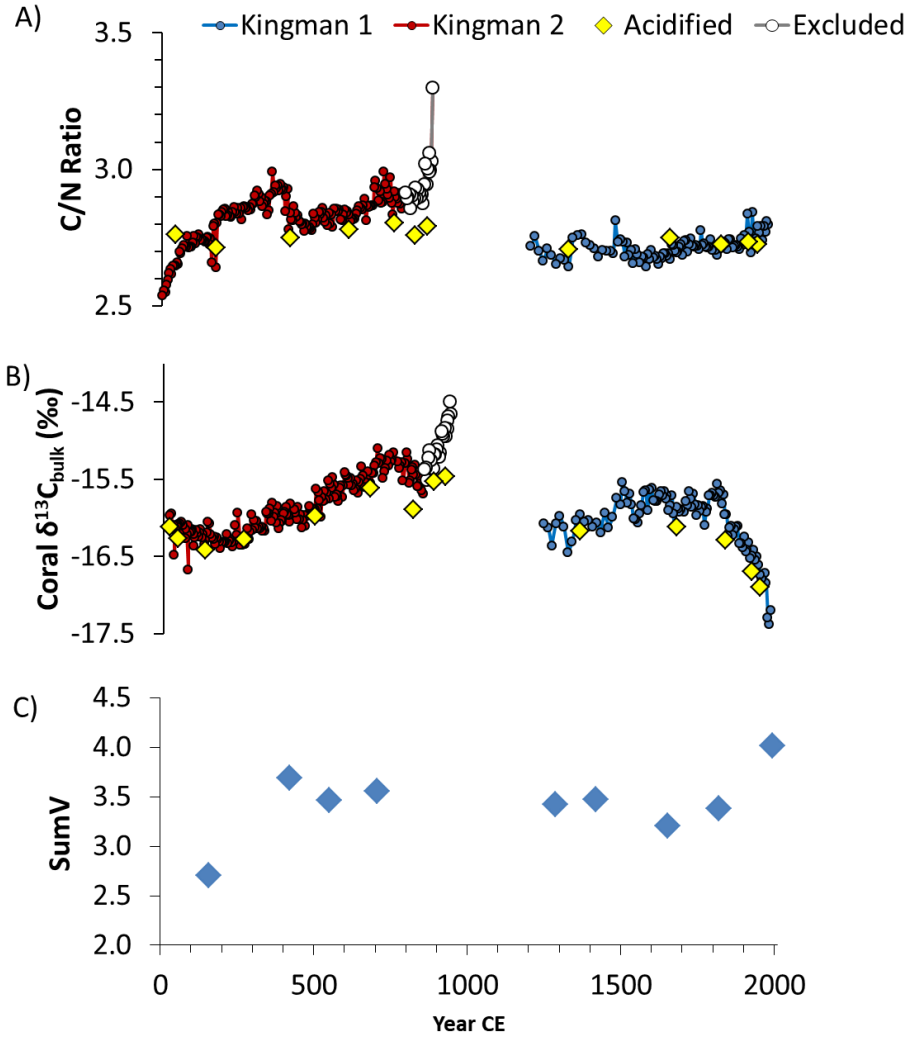 A)
Kingman 1 Kingman 2 Acidified Excluded
3.5
3.0
2.5
C/N Ratio
B)
-14.5
-15.5
-16.5
-17.5
Coral δ¹³C_bulk (‰)
C)
4.5
4.0
3.5
3.0
2.5
2.0
SumV
0 500 1000 1500 2000
Year CE